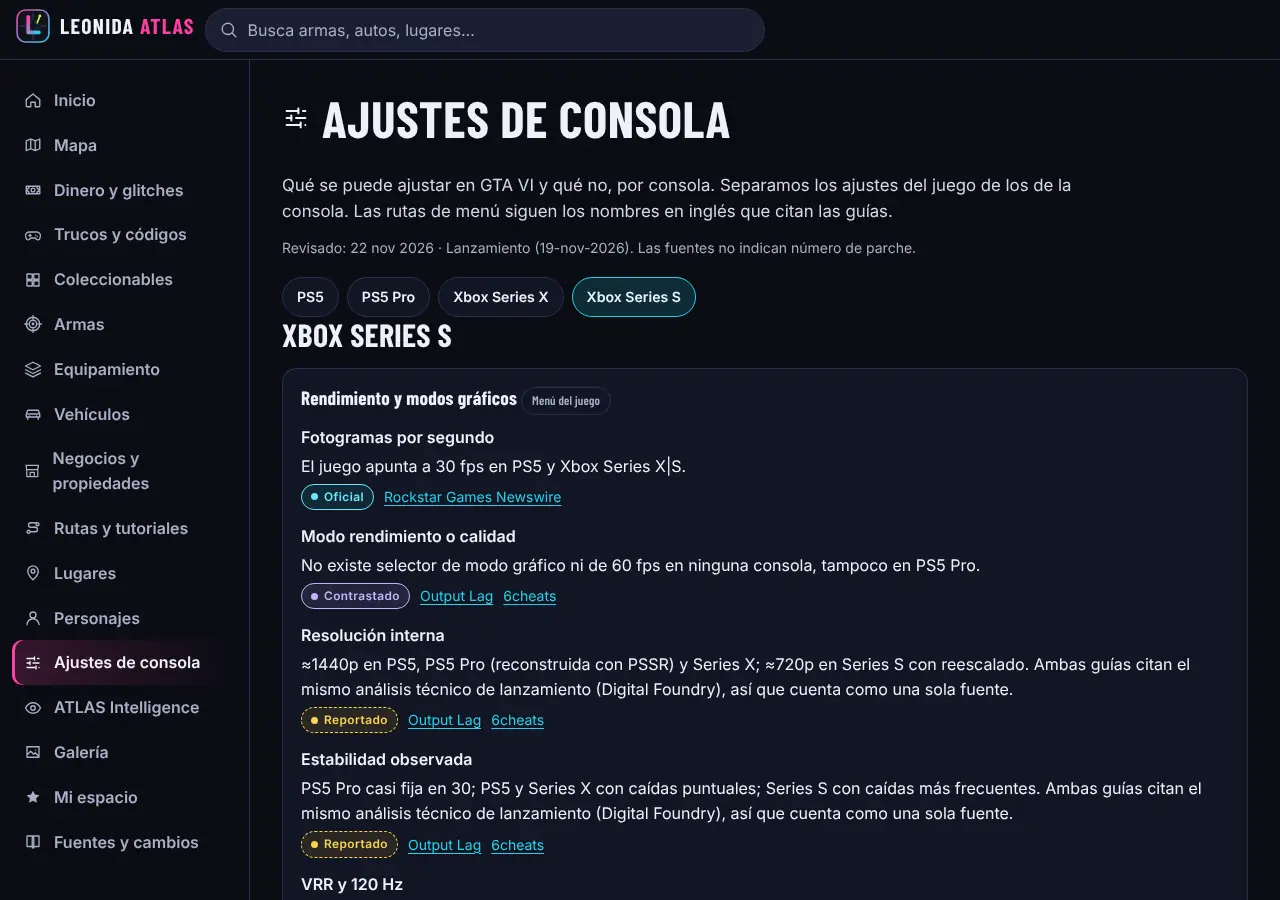 LEONIDA ATLAS
Busca armas, autos, lugares...
Inicio
Mapa
Dinero y glitches
Trucos y códigos
Coleccionables
Armas
Equipamiento
Vehículos
Negocios y
propiedades
Rutas y tutoriales
Lugares
Personajes
Ajustes de consola
ATLAS Intelligence
Galería
Mi espacio
Fuentes y cambios
AJUSTES DE CONSOLA
Qué se puede ajustar en GTA VI y qué no, por consola. Separamos los ajustes del juego de los de la
consola. Las rutas de menú siguen los nombres en inglés que citan las guías.
Revisado: 22 nov 2026 · Lanzamiento (19-nov-2026). Las fuentes no indican número de parche.
PS5 PS5 Pro Xbox Series X Xbox Series S
XBOX SERIES S
Rendimiento y modos gráficos Menú del juego
Fotogramas por segundo
El juego apunta a 30 fps en PS5 y Xbox Series X|S.
Oficial Rockstar Games Newswire
Modo rendimiento o calidad
No existe selector de modo gráfico ni de 60 fps en ninguna consola, tampoco en PS5 Pro.
Contrastado Output Lag 6cheats
Resolución interna
≈1440p en PS5, PS5 Pro (reconstruida con PSSR) y Series X; ≈720p en Series S con reescalado. Ambas guías citan el
mismo análisis técnico de lanzamiento (Digital Foundry), así que cuenta como una sola fuente.
Reportado Output Lag 6cheats
Estabilidad observada
PS5 Pro casi fija en 30; PS5 y Series X con caídas puntuales; Series S con caídas más frecuentes. Ambas guías citan el
mismo análisis técnico de lanzamiento (Digital Foundry), así que cuenta como una sola fuente.
Reportado Output Lag 6cheats
VRR y 120 Hz